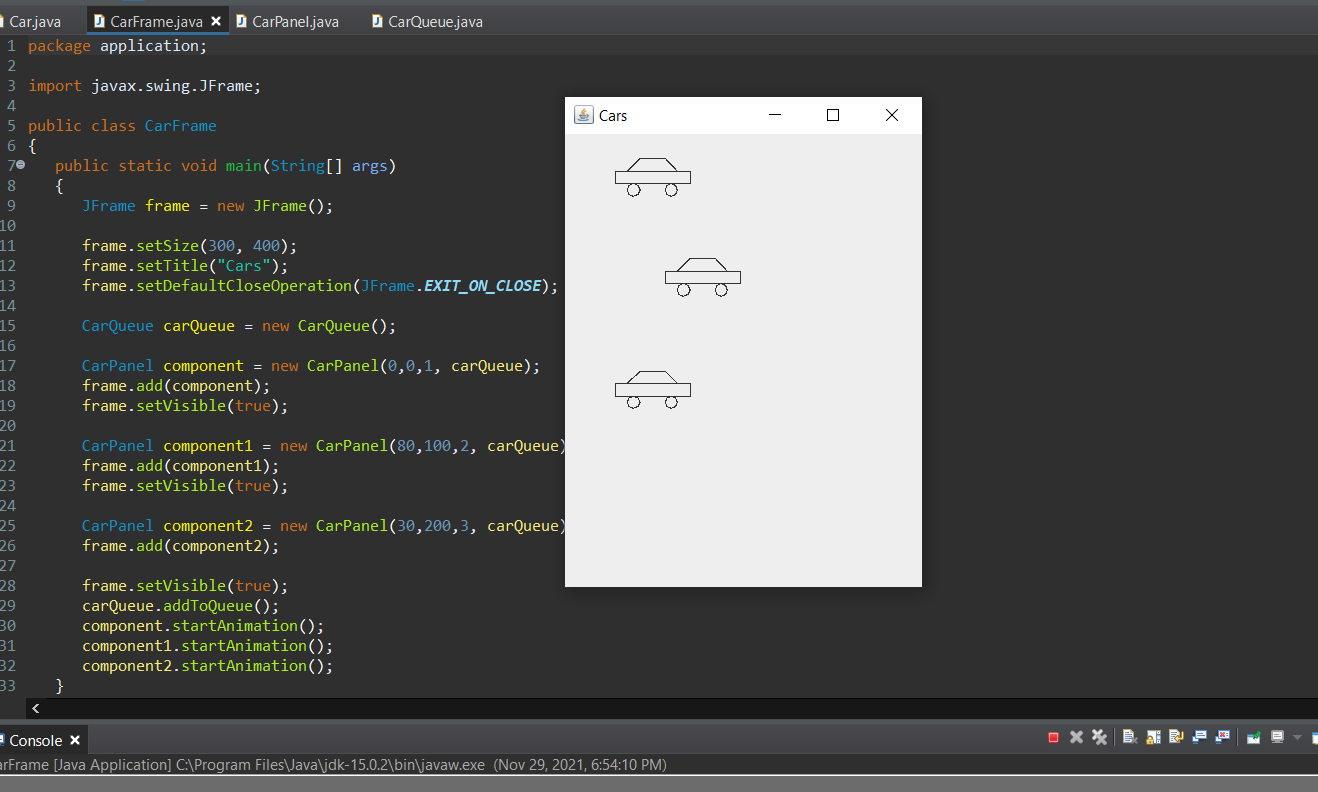 Car.java CarFrame.java CarPanel.java CarQueue.java
1 package application;
2
3 import javax.swing.JFrame;
4
5 public class CarFrame
6 {
7 public static void main(String[] args)
8 {
9 JFrame frame = new JFrame();
10
11 frame.setSize(300, 400);
12 frame.setTitle("Cars");
13 frame.setDefaultCloseOperation(JFrame.EXIT_ON_CLOSE);
14
15 CarQueue carQueue = new CarQueue();
16
17 CarPanel component = new CarPanel(0,0,1, carQueue);
18 frame.add(component);
19 frame.setVisible(true);
20
21 CarPanel component1 = new CarPanel(80,100,2, carQueue)
22 frame.add(component1);
23 frame.setVisible(true);
24
25 CarPanel component2 = new CarPanel(30,200,3, carQueue)
26 frame.add(component2);
27
28 frame.setVisible(true);
29 carQueue.addToQueue();
30 component.startAnimation();
31 component1.startAnimation();
32 component2.startAnimation();
33 }
Cars
Console
arFrame [Java Application] C:\Program Files\Java\jdk-15.0.2\bin\javaw.exe (Nov 29, 2021, 6:54:10 PM)